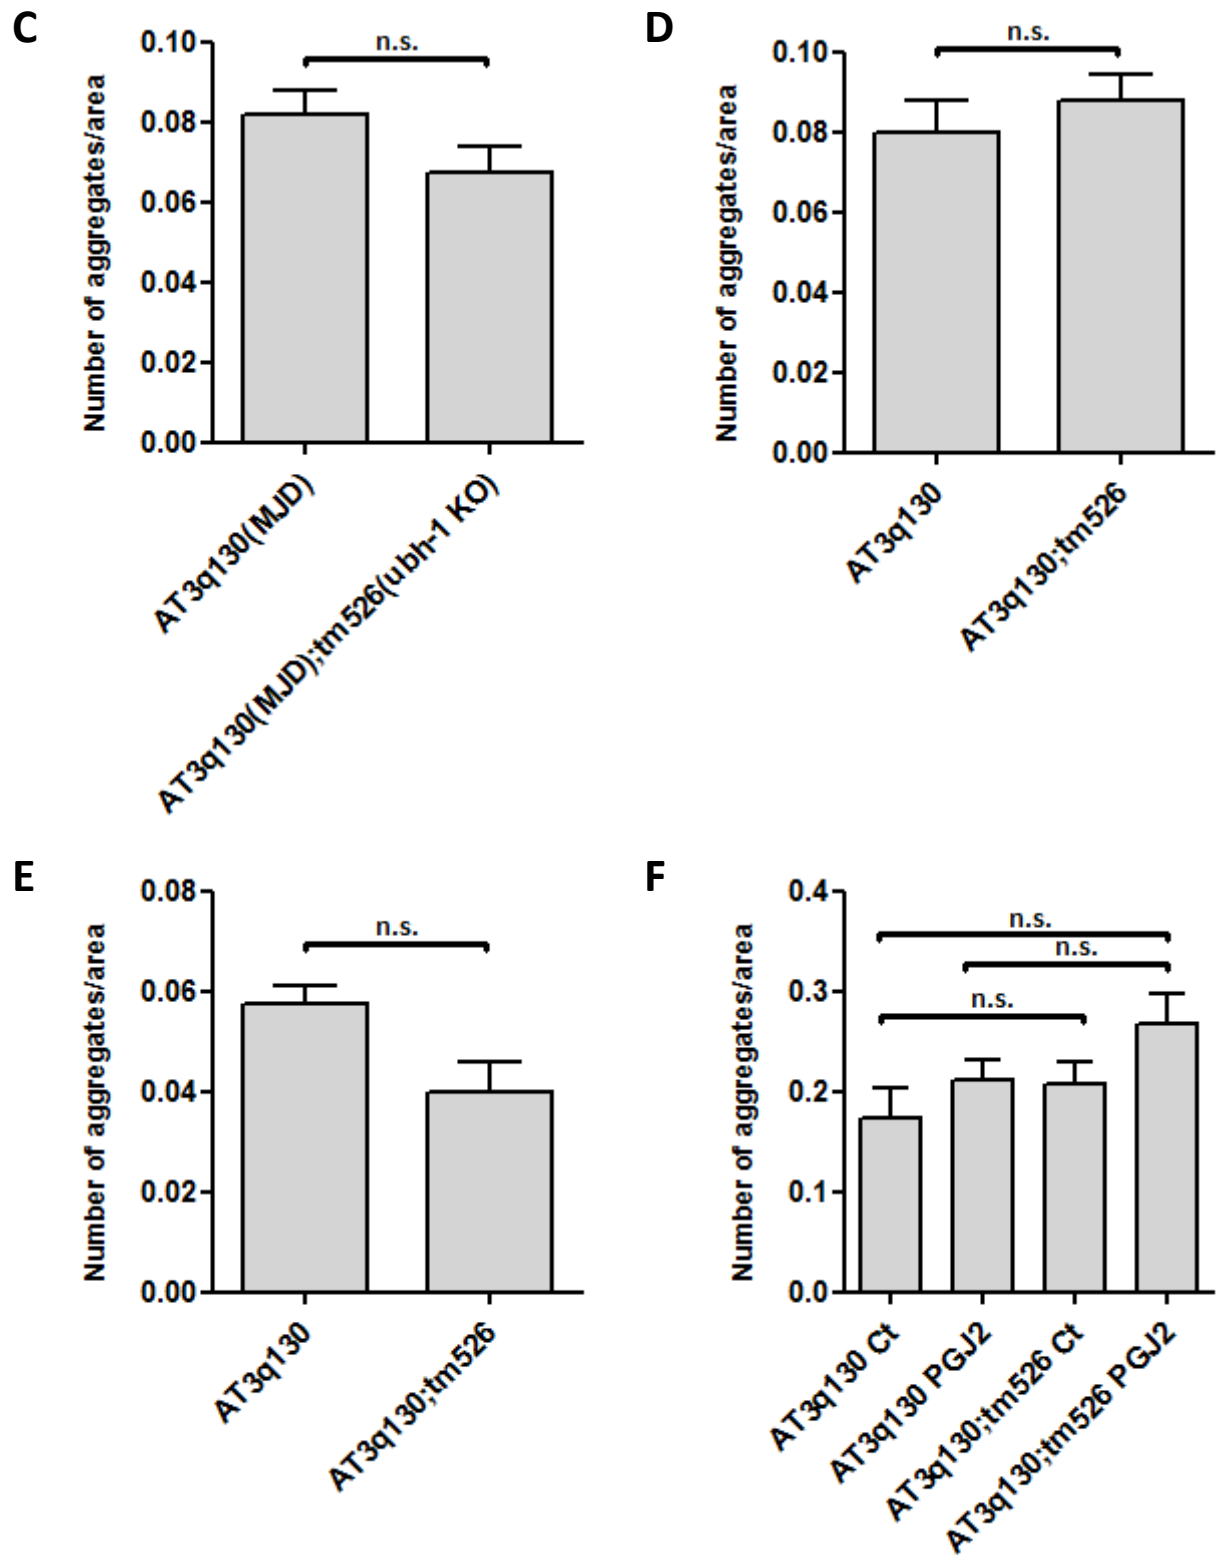 C
n.s.
Number of aggregates/area
0.10
0.08
0.06
0.04
0.02
0.00
AT3q130(MJD)
AT3q130(MJD);tm526(ubh-1 KO)
D
n.s.
Number of aggregates/area
0.10
0.08
0.06
0.04
0.02
0.00
AT3q130
AT3q130;tm526
E
n.s.
Number of aggregates/area
0.08
0.06
0.04
0.02
0.00
AT3q130
AT3q130;tm526
F
n.s.
n.s.
n.s.
Number of aggregates/area
0.4
0.3
0.2
0.1
0.0
AT3q130 Ct
AT3q130 PGJ2
AT3q130;tm526 Ct
AT3q130;tm526 PGJ2